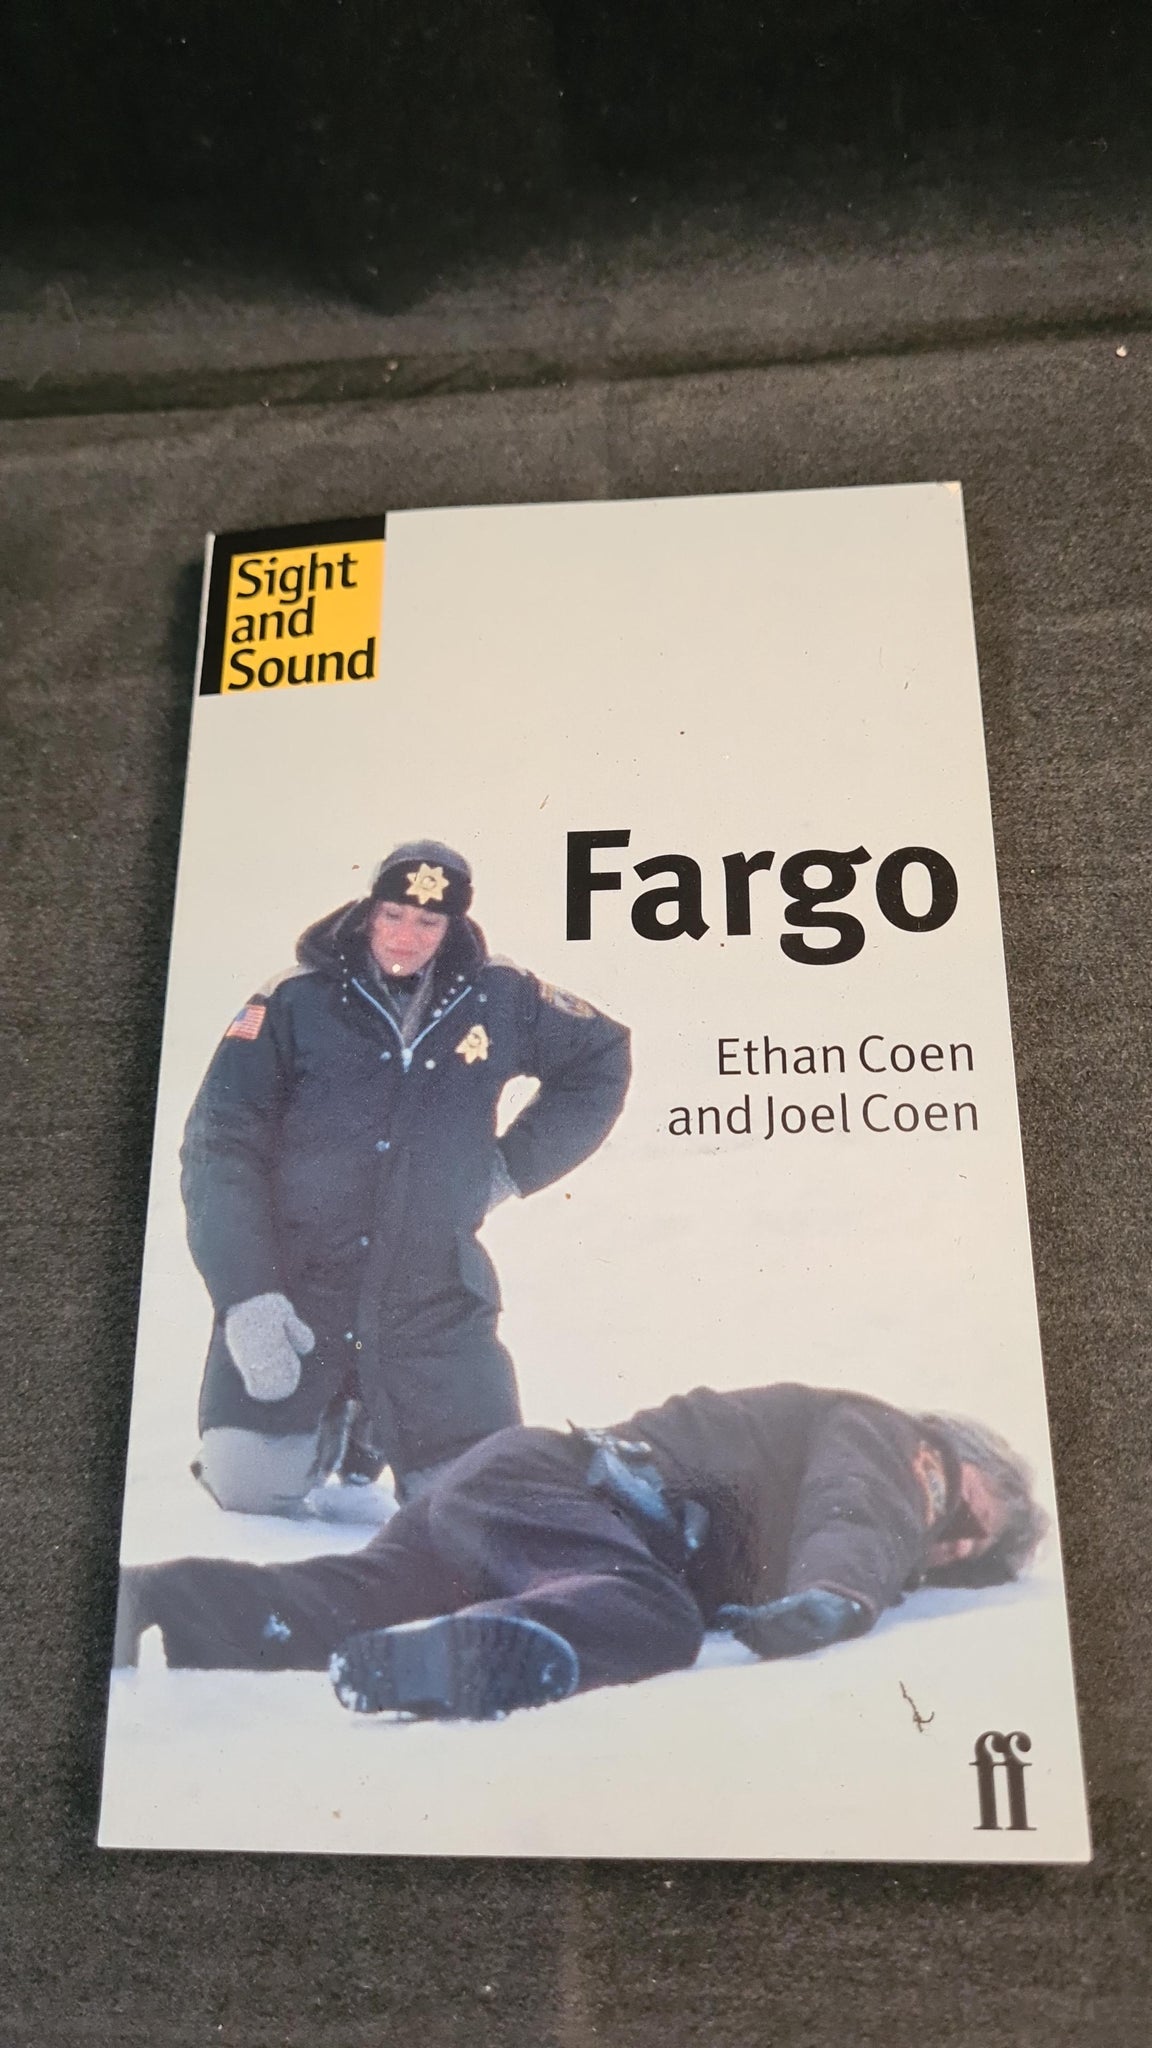 Sight
and
Sound
Fargo
Ethan Coen
and Joel Coen
ff